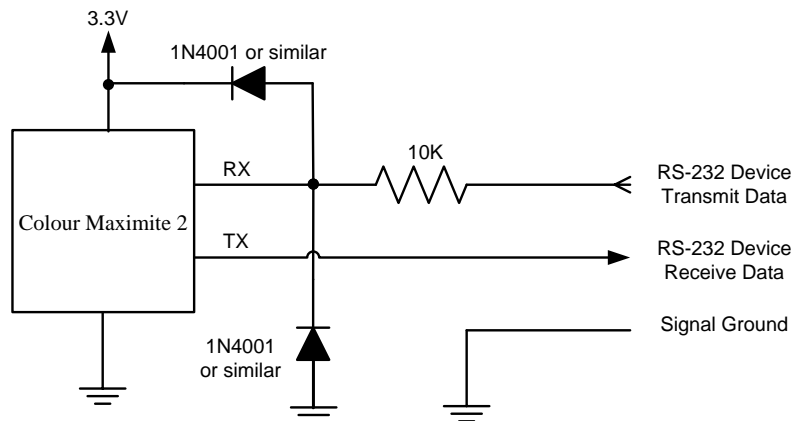 3.3V
1N4001 or similar
10K
RX
RS-232 Device
Transmit Data
Colour Maximite 2
TX
RS-232 Device
Receive Data
Signal Ground
1N4001
or similar